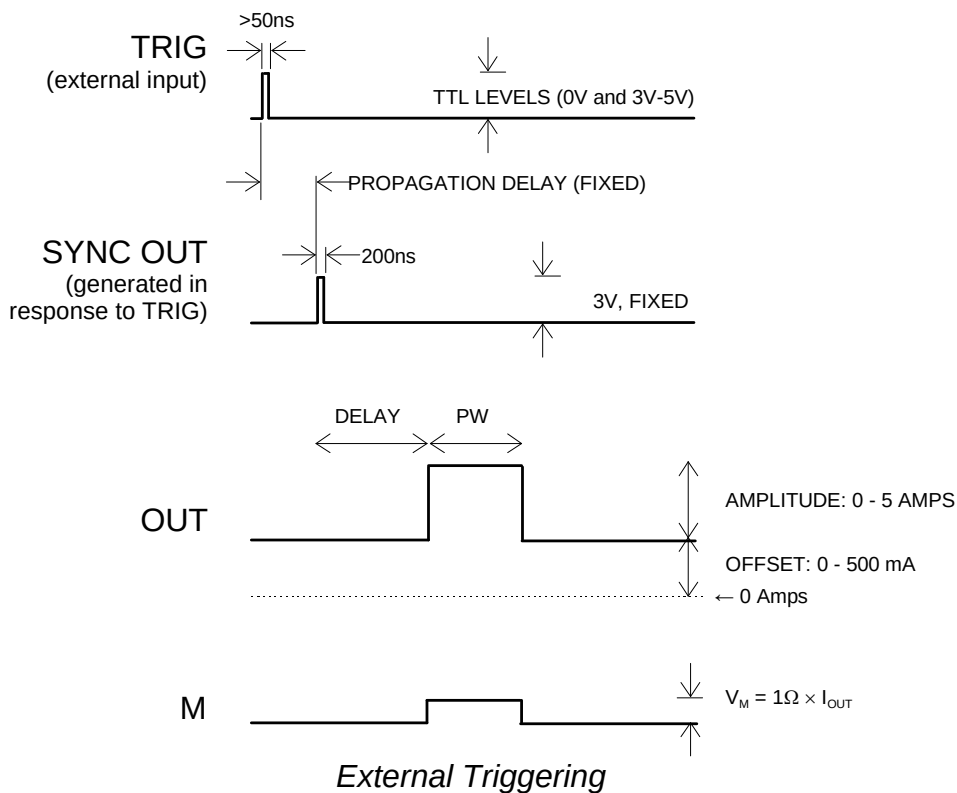 >50ns
TRIG
(external input)
TTL LEVELS (0V and 3V-5V)
PROPAGATION DELAY (FIXED)
SYNC OUT
(generated in
response to TRIG)
200ns
3V, FIXED
DELAY
PW
OUT
AMPLITUDE: 0 - 5 AMPS
OFFSET: 0 - 500 mA
← 0 Amps
M
V_M = 1Ω × I_OUT
External Triggering